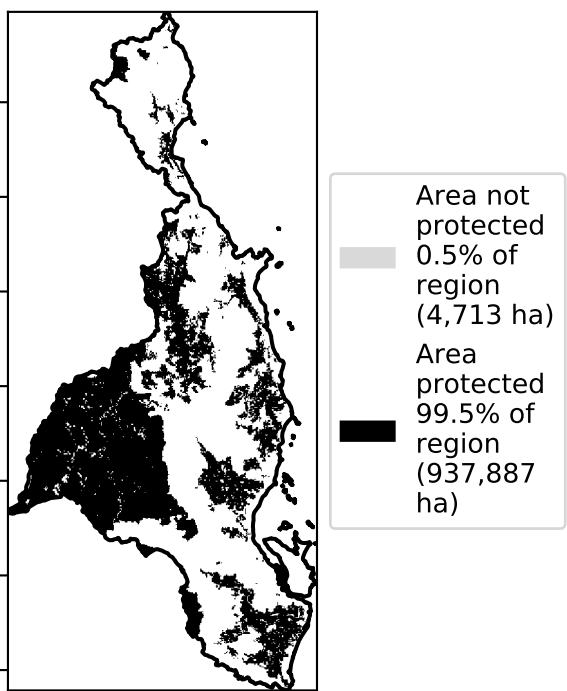 Area not
protected
0.5% of
region
(4,713 ha)
Area
protected
99.5% of
region
(937,887
ha)